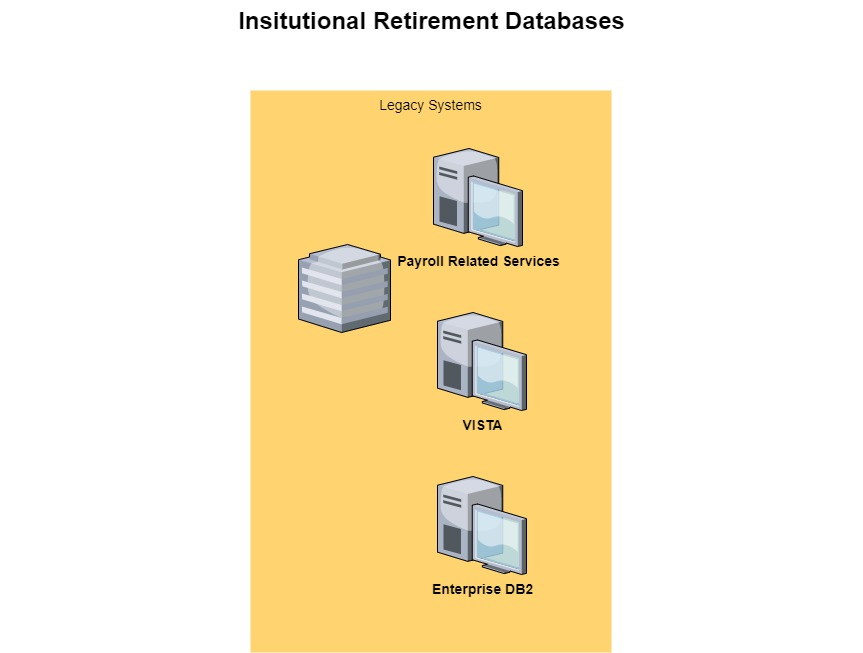 Insitutional Retirement Databases
Legacy Systems
Payroll Related Services
VISTA
Enterprise DB2